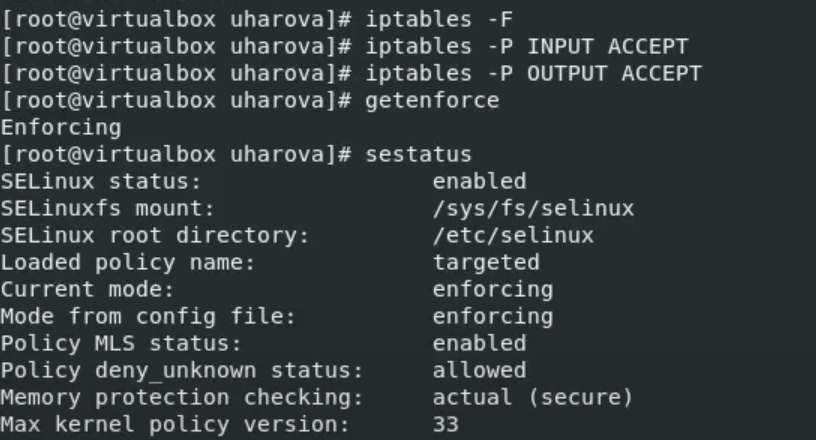 [root@virtualbox uharova]# iptables -F
[root@virtualbox uharova]# iptables -P INPUT ACCEPT
[root@virtualbox uharova]# iptables -P OUTPUT ACCEPT
[root@virtualbox uharova]# getenforce
Enforcing
[root@virtualbox uharova]# sestatus
SELinux status:                 enabled
SELinuxfs mount:                /sys/fs/selinux
SELinux root directory:         /etc/selinux
Loaded policy name:             targeted
Current mode:                   enforcing
Mode from config file:          enforcing
Policy MLS status:              enabled
Policy deny_unknown status:     allowed
Memory protection checking:     actual (secure)
Max kernel policy version:      33